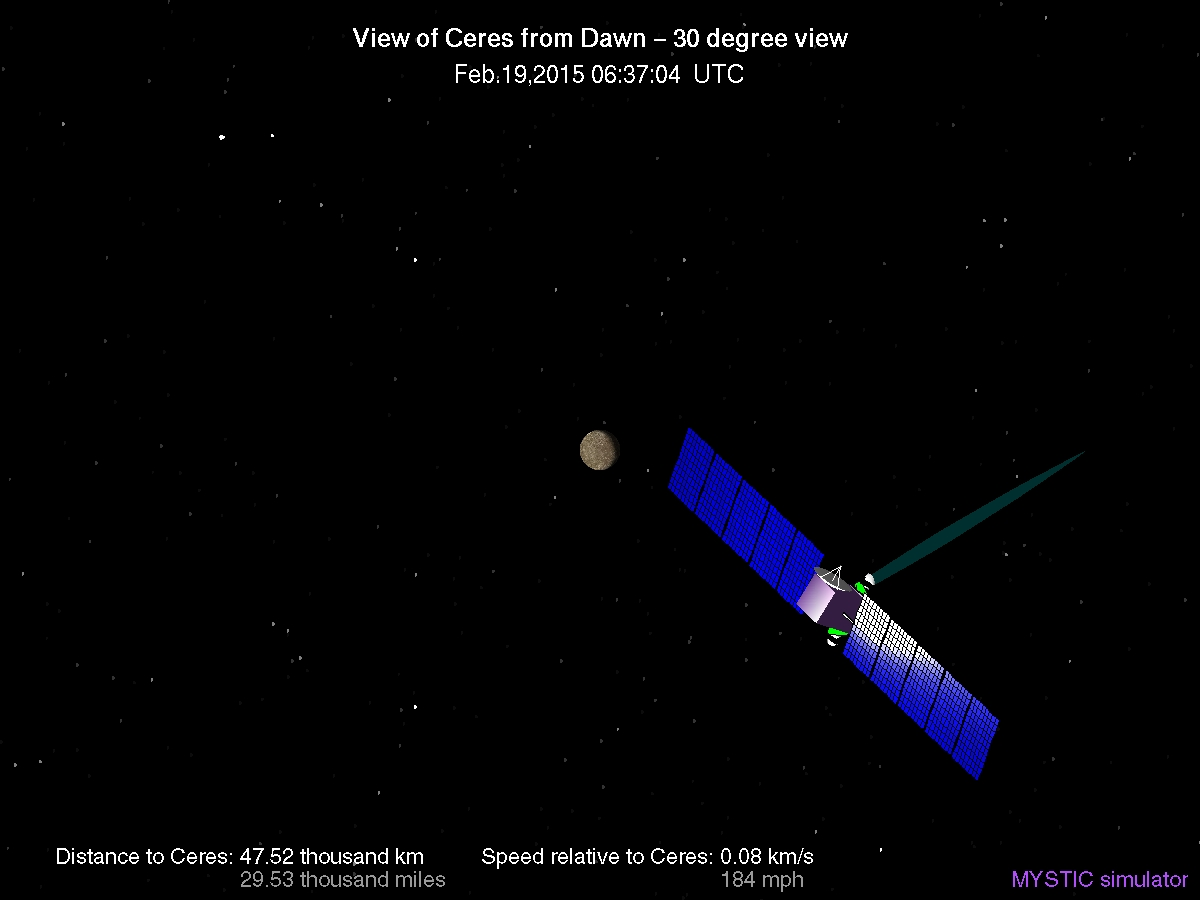 View of Ceres from Dawn – 30 degree view
Feb.19,2015 06:37:04 UTC
Distance to Ceres: 47.52 thousand km
29.53 thousand miles
Speed relative to Ceres: 0.08 km/s
184 mph
MYSTIC simulator